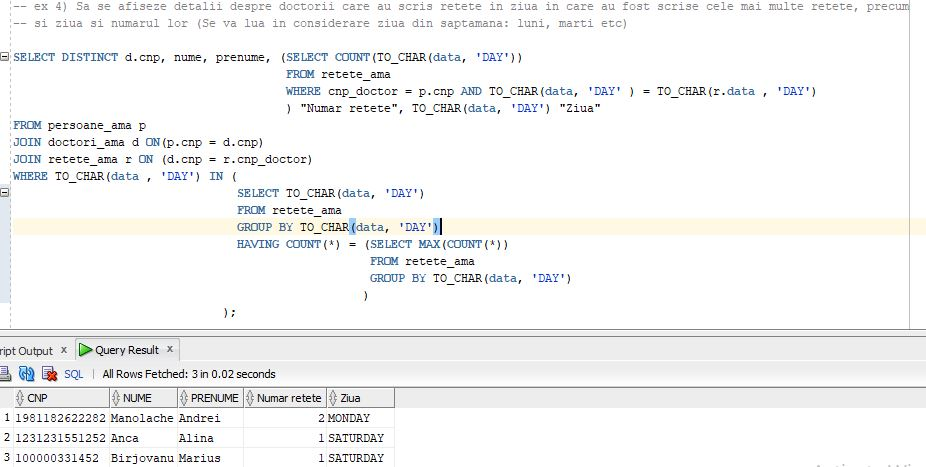 -- ex 4) Sa se afiseze detalii despre doctorii care au scris retete in ziua in care au fost scrise cele mai multe retete, precum
-- si ziua si numarul lor (Se va lua in considerare ziua din saptamana: luni, marti etc)
SELECT DISTINCT d.cnp, nume, prenume, (SELECT COUNT(TO_CHAR(data, 'DAY'))
FROM retete_ama
WHERE cnp_doctor = p.cnp AND TO_CHAR(data, 'DAY' ) = TO_CHAR(r.data , 'DAY')
) "Numar retete", TO_CHAR(data, 'DAY') "Ziua"
FROM persoane_ama p
JOIN doctori_ama d ON(p.cnp = d.cnp)
JOIN retete_ama r ON (d.cnp = r.cnp_doctor)
WHERE TO_CHAR(data , 'DAY') IN (
SELECT TO_CHAR(data, 'DAY')
FROM retete_ama
GROUP BY TO_CHAR(data, 'DAY')
HAVING COUNT(*) = (SELECT MAX(COUNT(*))
FROM retete_ama
GROUP BY TO_CHAR(data, 'DAY')
)
);
ript Output x Query Result x
SQL | All Rows Fetched: 3 in 0.02 seconds
CNP NUME PRENUME Numar retete Ziua
1 1981182622282 Manolache Andrei 2 MONDAY
2 1231231551252 Anca Alina 1 SATURDAY
3 100000331452 Birjovanu Marius 1 SATURDAY